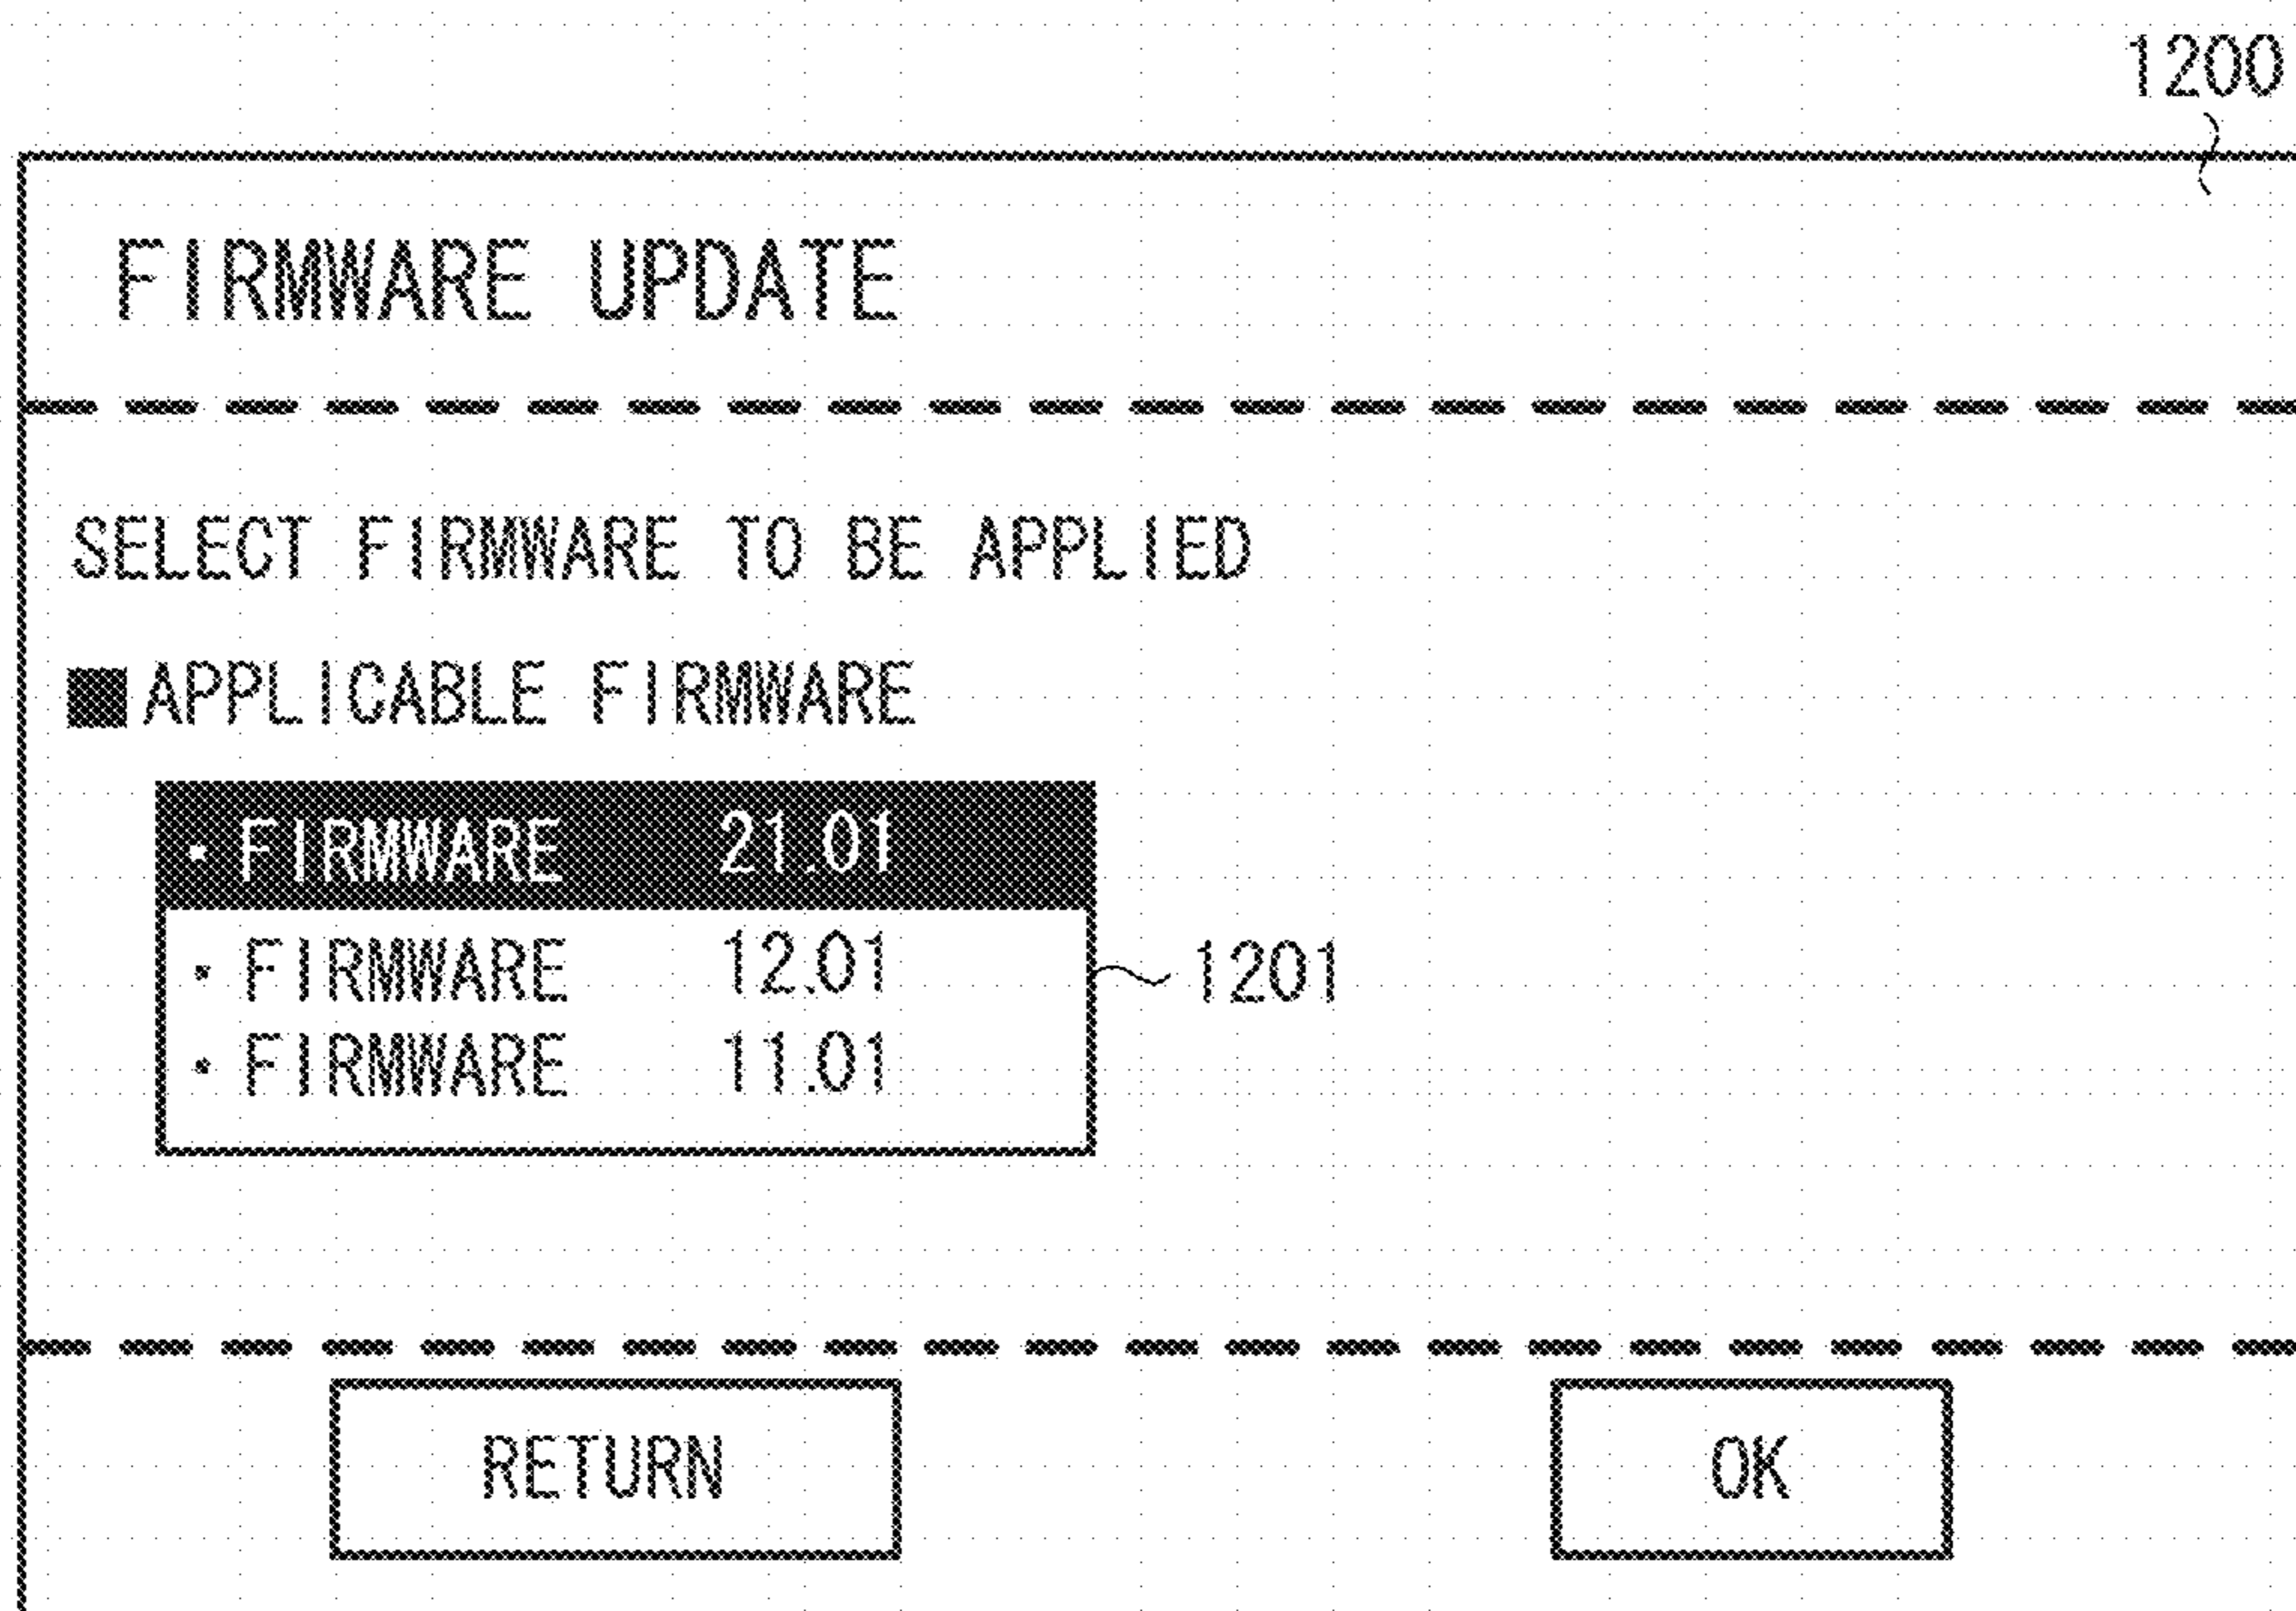 1200
FIRMWARE UPDATE
SELECT FIRMWARE TO BE APPLIED
■APPLICABLE FIRMWARE
・FIRMWARE 21.01
・FIRMWARE 12.01
1201
・FIRMWARE 11.01
RETURN
OK